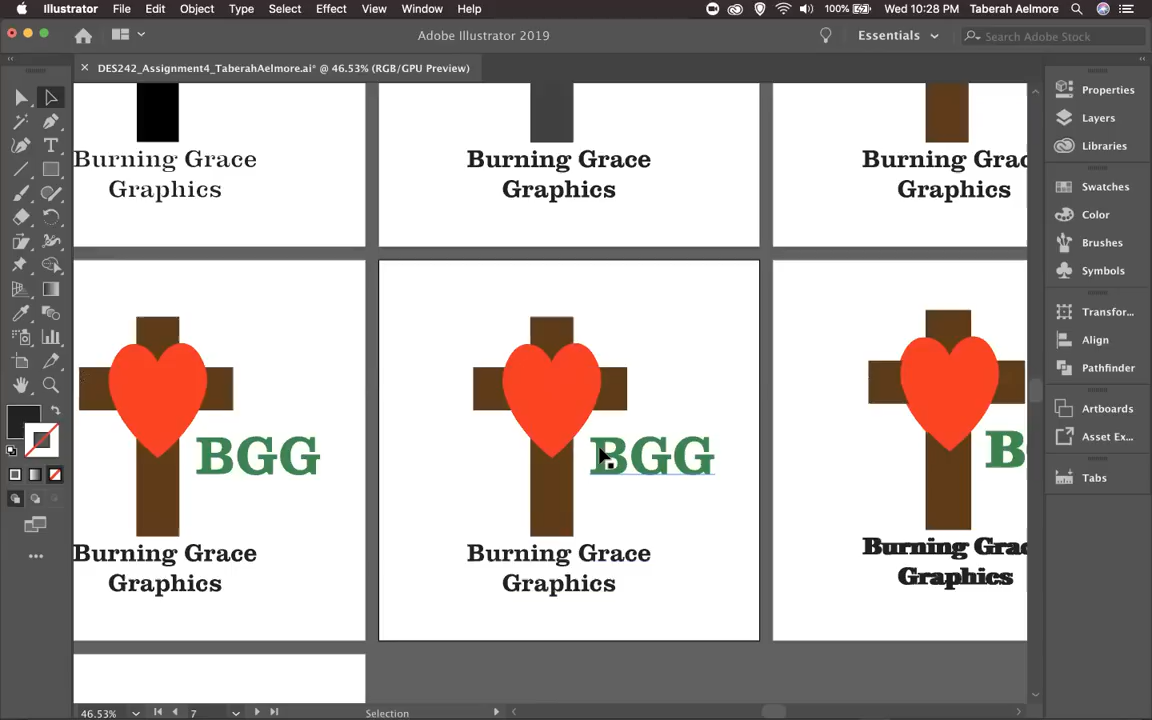 Illustrator File Edit Object Type Select Effect View Window Help 100% Wed 10:28 PM Taberah Aelmore
Adobe Illustrator 2019 Essentials Search Adobe Stock
× DES242_Assignment4_TaberahAelmore.ai* @ 46.53% (RGB/GPU Preview)
Properties
Layers
Libraries
Swatches
Color
Brushes
Symbols
Transfor...
Align
Pathfinder
Artboards
Asset Ex...
Tabs
Burning Grace
Graphics
Burning Grace
Graphics
Burning Grac
Graphics
BGG
Burning Grace
Graphics
BGG
Burning Grace
Graphics
B
Burning Grac
Graphics
46.53% 7 Selection